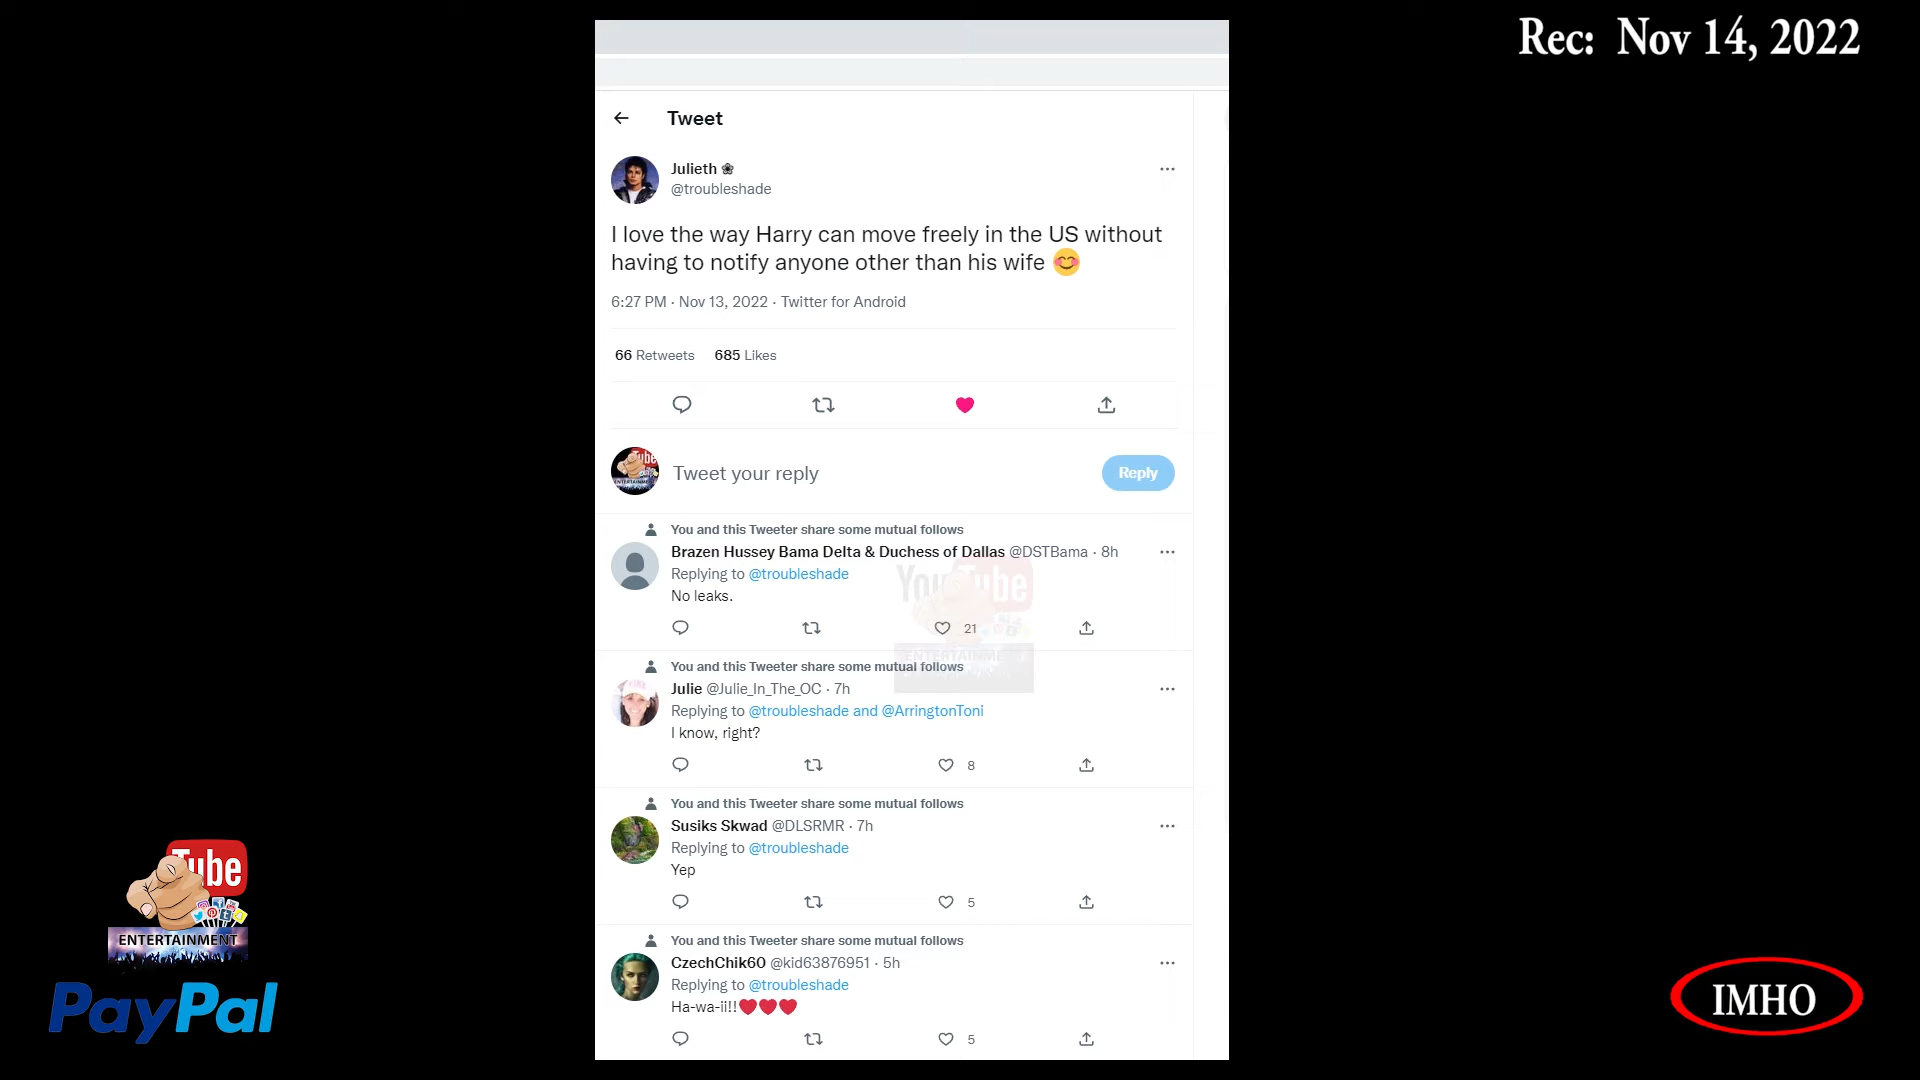 Rec: Nov 14, 2022
Tweet
Julieth ❀
@troubleshade
I love the way Harry can move freely in the US without
having to notify anyone other than his wife 😊
6:27 PM · Nov 13, 2022 · Twitter for Android
66 Retweets 685 Likes
Tweet your reply
Reply
You and this Tweeter share some mutual follows
Brazen Hussey Bama Delta & Duchess of Dallas @DSTBama · 8h
Replying to @troubleshade
No leaks.
21
You and this Tweeter share some mutual follows
Julie @Julie_In_The_OC · 7h
Replying to @troubleshade and @ArringtonToni
I know, right?
8
You and this Tweeter share some mutual follows
Susiks Skwad @DLSRMR · 7h
Replying to @troubleshade
Yep
5
You and this Tweeter share some mutual follows
CzechChik60 @kid63876951 · 5h
Replying to @troubleshade
Ha-wa-ii!!❤❤❤
5
YouTube
ENTERTAINME
Tube
ENTERTAINMENT
PayPal
IMHO